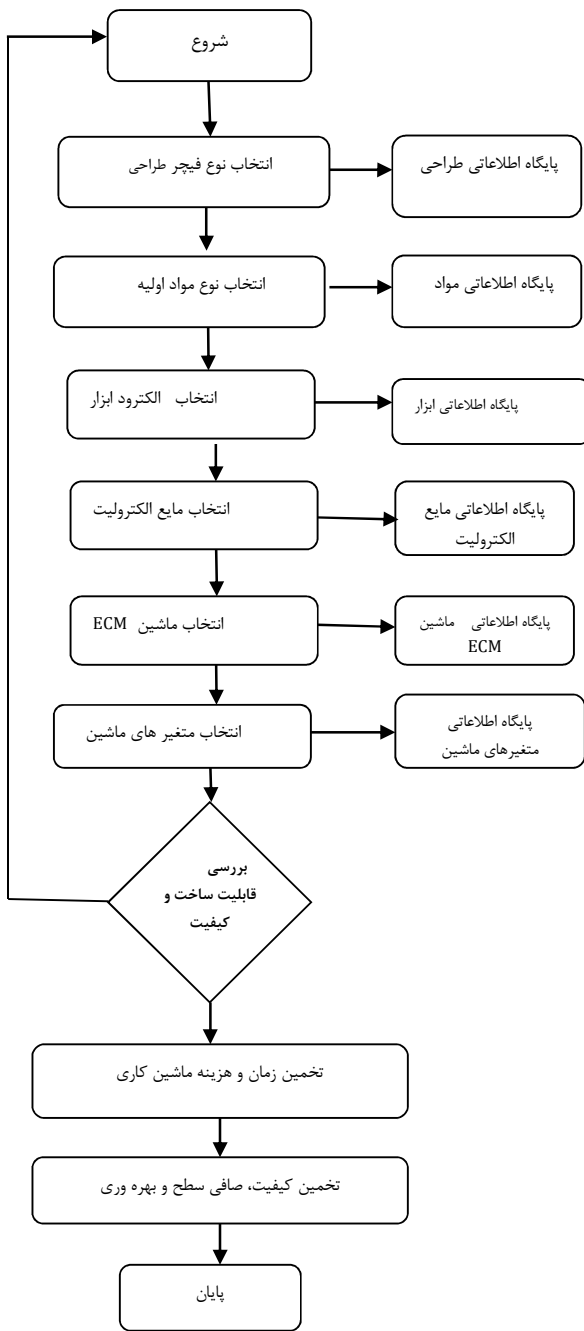 شروع
انتخاب نوع فیچر طراحی
پایگاه اطلاعاتی طراحی
انتخاب نوع مواد اولیه
پایگاه اطلاعاتی مواد
انتخاب الکترود ابزار
پایگاه اطلاعاتی ابزار
انتخاب مایع الکترولیت
پایگاه اطلاعاتی مایع
الکترولیت
انتخاب ماشین ECM
پایگاه اطلاعاتی ماشین
ECM
انتخاب متغیر های ماشین
پایگاه اطلاعاتی
متغیرهای ماشین
بررسی
قابلیت ساخت و
کیفیت
تخمین زمان و هزینه ماشین کاری
تخمین کیفیت، صافی سطح و بهره وری
پایان